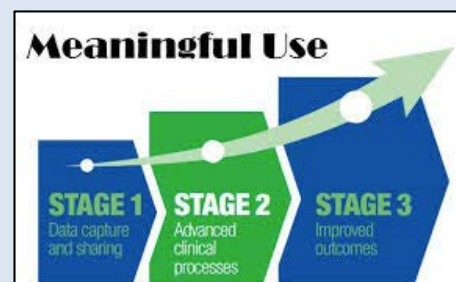 Meaningful Use
STAGE 1
Data capture
and sharing
STAGE 2
Advanced
clinical
processes
STAGE 3
Improved
outcomes